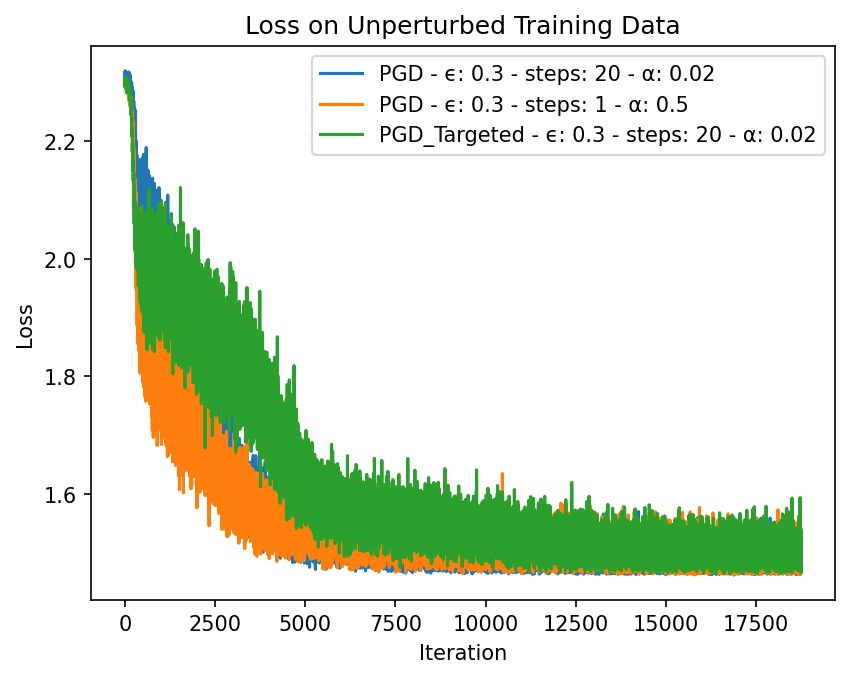 Loss on Unperturbed Training Data
PGD - ϵ: 0.3 - steps: 20 - α: 0.02
PGD - ϵ: 0.3 - steps: 1 - α: 0.5
PGD_Targeted - ϵ: 0.3 - steps: 20 - α: 0.02
Loss
2.2
2.0
1.8
1.6
0 2500 5000 7500 10000 12500 15000 17500
Iteration